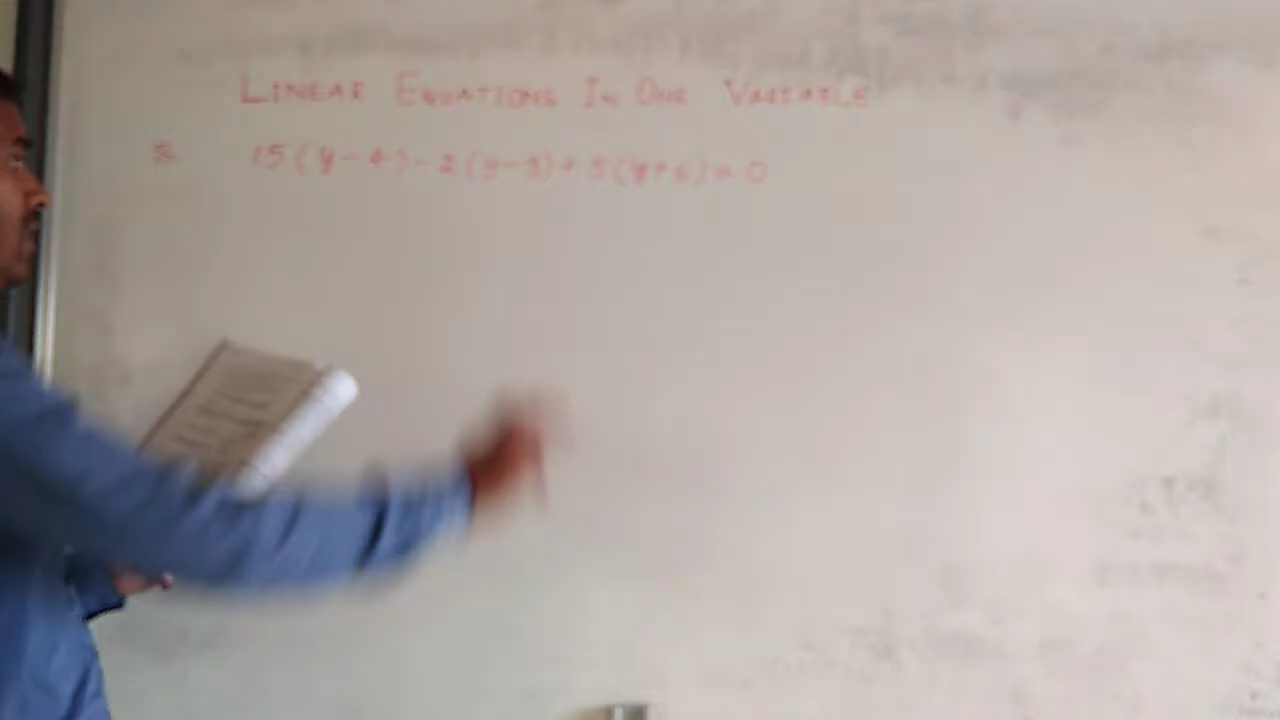 LINEAR EQUATIONS IN ONE VARIABLE
8. 15(y-4)-2(y-9)+5(y+6)=0